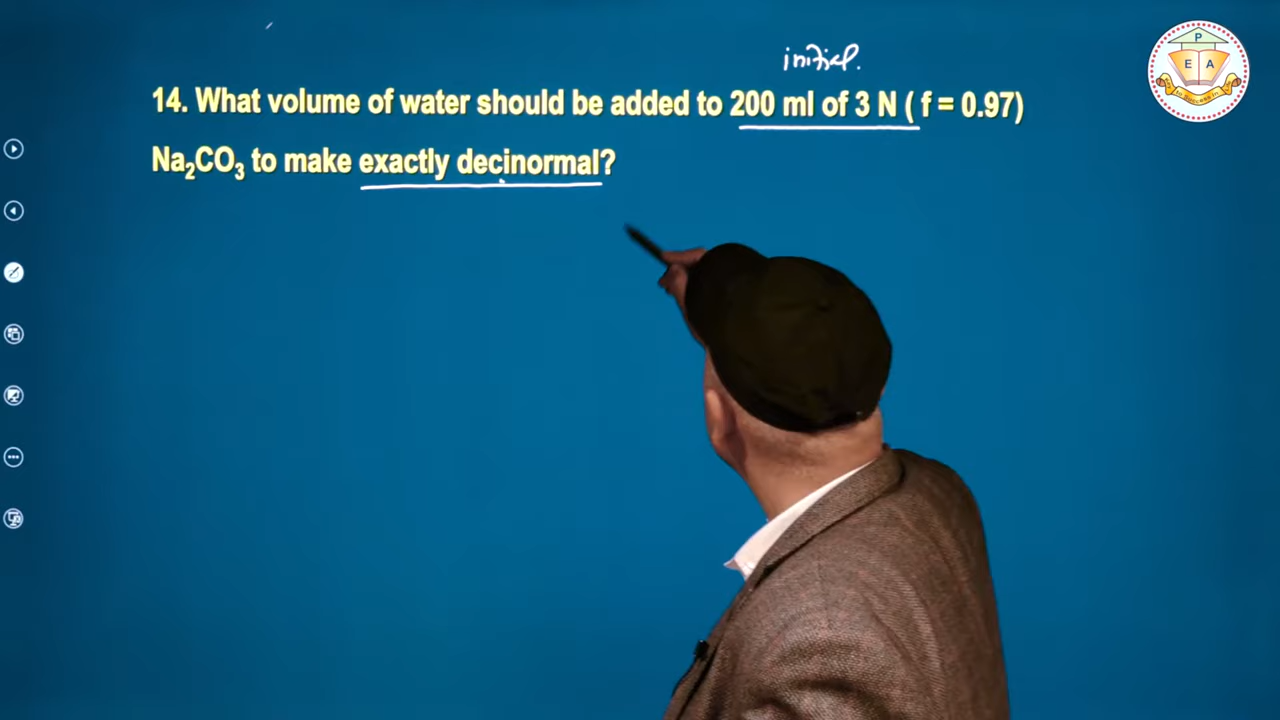 initial.
14. What volume of water should be added to 200 ml of 3 N ( f = 0.97)
Na₂CO₃ to make exactly decinormal?
P
E A